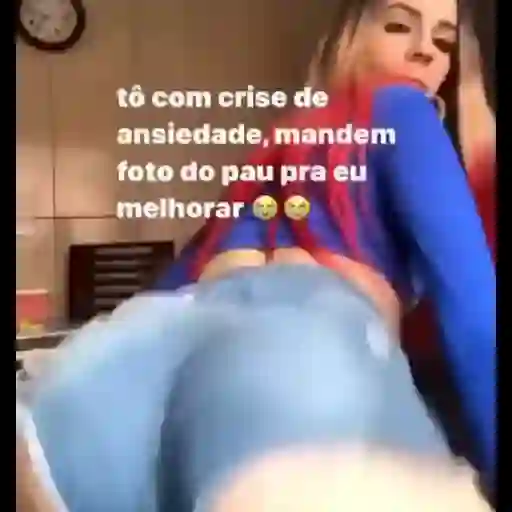 tô com crise de
ansiedade, mandem
foto do pau pra eu
melhorar 😢😢